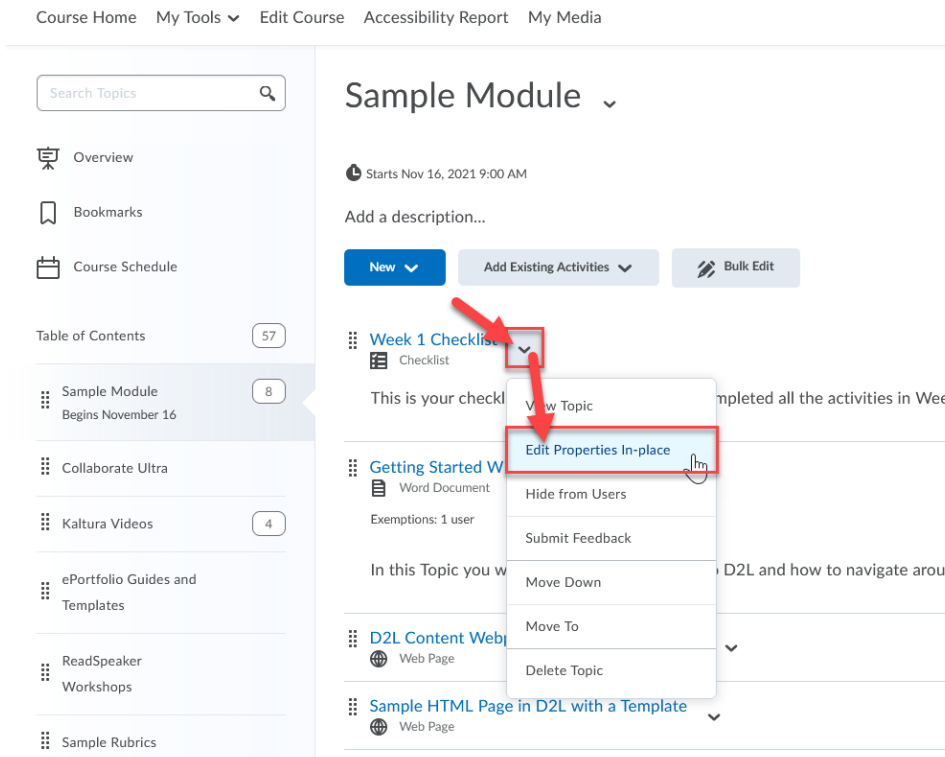 Course Home My Tools Edit Course Accessibility Report My Media
Search Topics
Overview
Bookmarks
Course Schedule
Table of Contents 57
Sample Module 8
Begins November 16
Collaborate Ultra
Kaltura Videos 4
ePortfolio Guides and
Templates
ReadSpeaker
Workshops
Sample Rubrics
Sample Module
Starts Nov 16, 2021 9:00 AM
Add a description...
New Add Existing Activities Bulk Edit
Week 1 Checklist
Checklist
This is your mpleted all the activities in
View Topic
Edit Properties In-place
Hide from Users
Submit Feedback
Move Down
Move To
Delete Topic
Getting Started W
Word Document
Exemptions: 1 user
In this Topic you D2L and how to navigate
D2L Content
Web Page
Sample HTML Page in D2L with a Template
Web Page